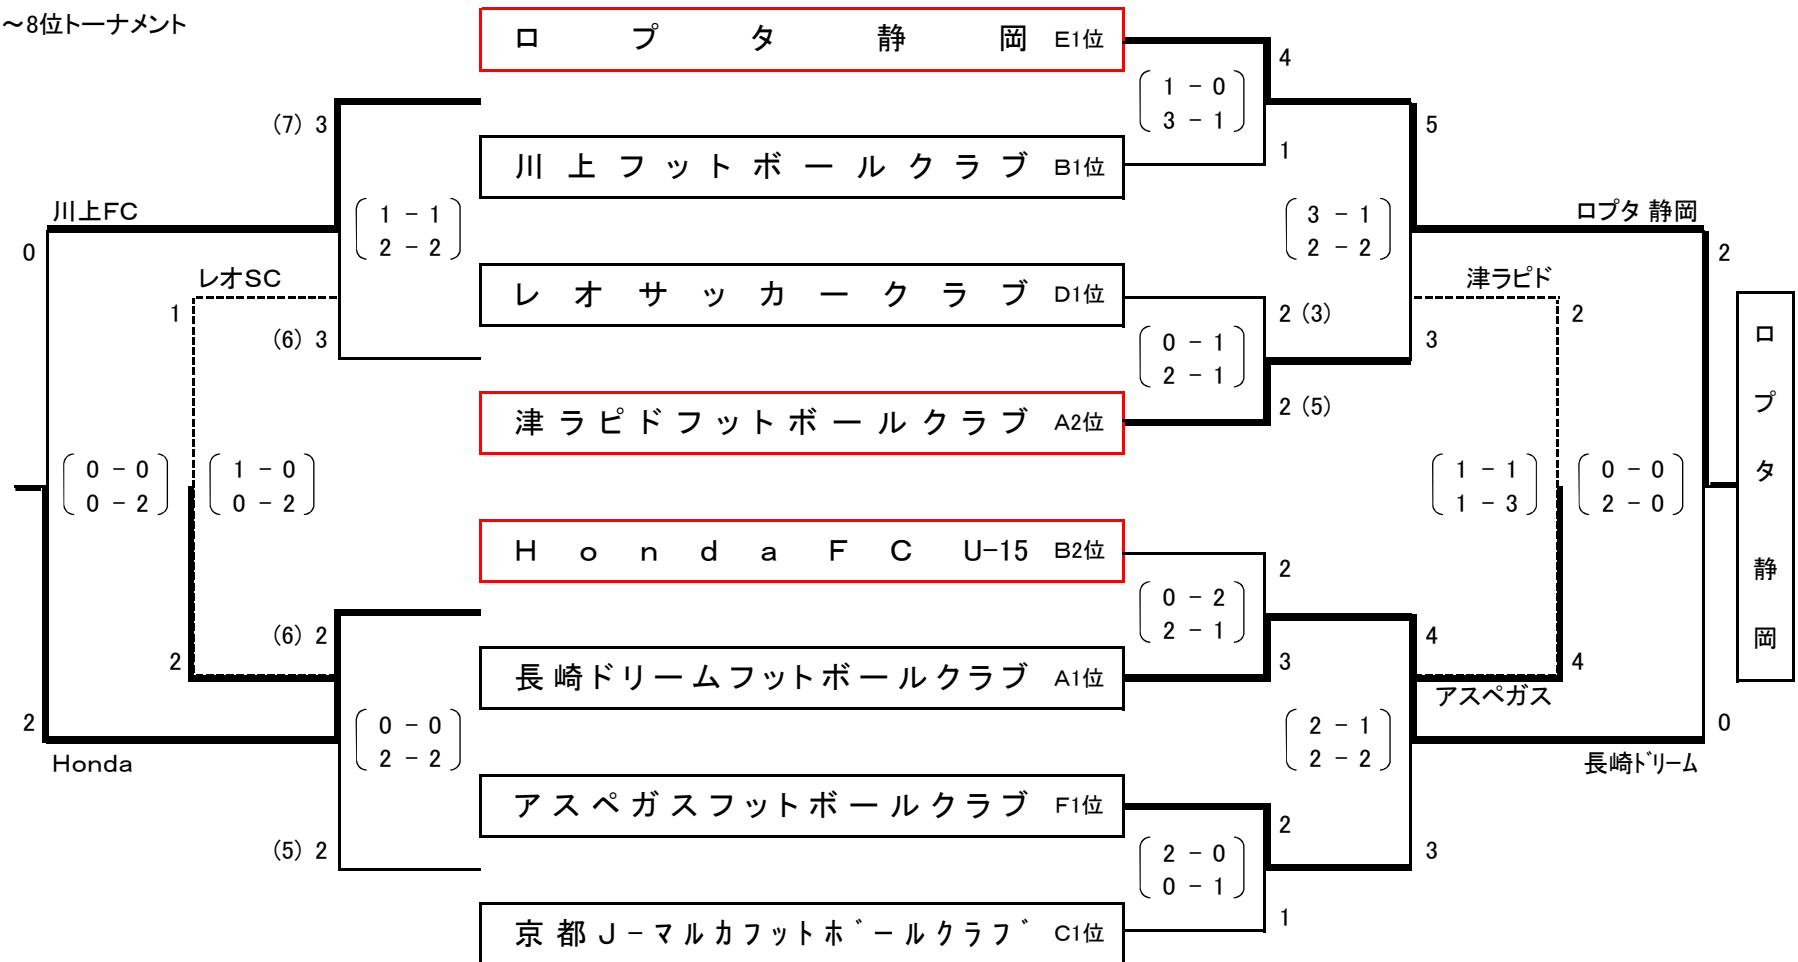 ～8位トーナメント
ロプタ静岡 E1位
4
1 - 0
3 - 1
(7) 3
5
川上フットボールクラブ B1位
1
川上FC
1 - 1
2 - 2
3 - 1
2 - 2
ロプタ 静岡
0
2
レオSC
レオサッカークラブ D1位
津ラピド
1
2 (3)
2
(6) 3
0 - 1
2 - 1
3
ロプタ静岡
津ラピドフットボールクラブ A2位
2 (5)
0 - 0
0 - 2
1 - 0
0 - 2
1 - 1
1 - 3
0 - 0
2 - 0
HondaFC U-15 B2位
2
0 - 2
2 - 1
(6) 2
4
2
長崎ドリームフットボールクラブ A1位
3
4
アスペガス
2
0 - 0
2 - 2
2 - 1
2 - 2
0
Honda
長崎ﾄﾞﾘｰﾑ
アスペガスフットボールクラブ F1位
2
(5) 2
2 - 0
0 - 1
3
京都J-マルカフットホﾞールクラフﾞ C1位
1